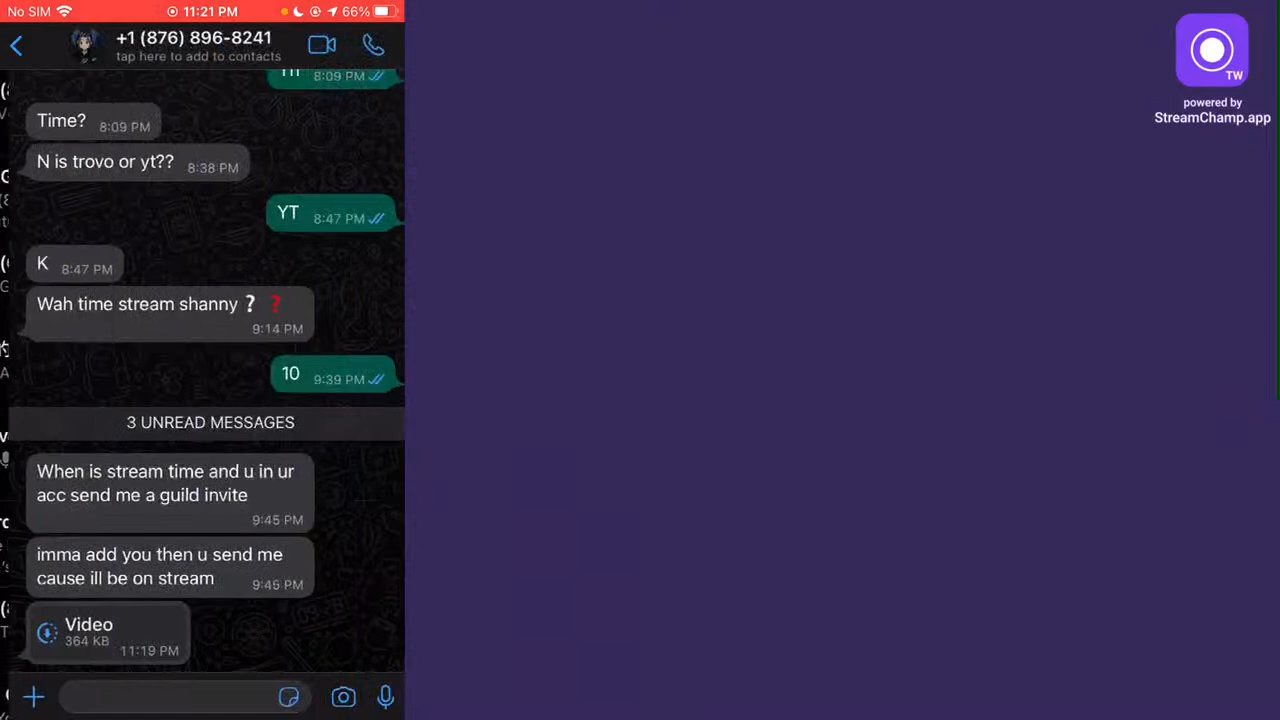 No SIM 11:21 PM 66%
+1 (876) 896-8241
tap here to add to contacts
8:09 PM
Time? 8:09 PM
N is trovo or yt?? 8:38 PM
YT 8:47 PM
K 8:47 PM
Wah time stream shanny ❔ ❓
9:14 PM
10 9:39 PM
3 UNREAD MESSAGES
When is stream time and u in ur
acc send me a guild invite
9:45 PM
imma add you then u send me
cause ill be on stream 9:45 PM
Video
364 KB
11:19 PM
TW
powered by
StreamChamp.app